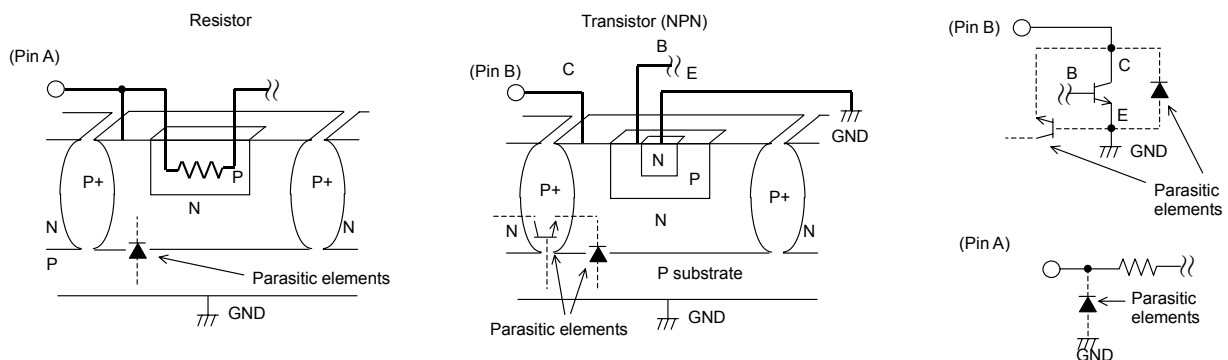 Resistor
(Pin A)
P+
P
P+
N
N
N
P
Parasitic elements
GND
Transistor (NPN)
(Pin B)
C
B
E
GND
N
P
P+
P+
N
N
N
P substrate
Parasitic elements
GND
(Pin B)
C
B
E
GND
Parasitic
elements
(Pin A)
Parasitic
elements
GND